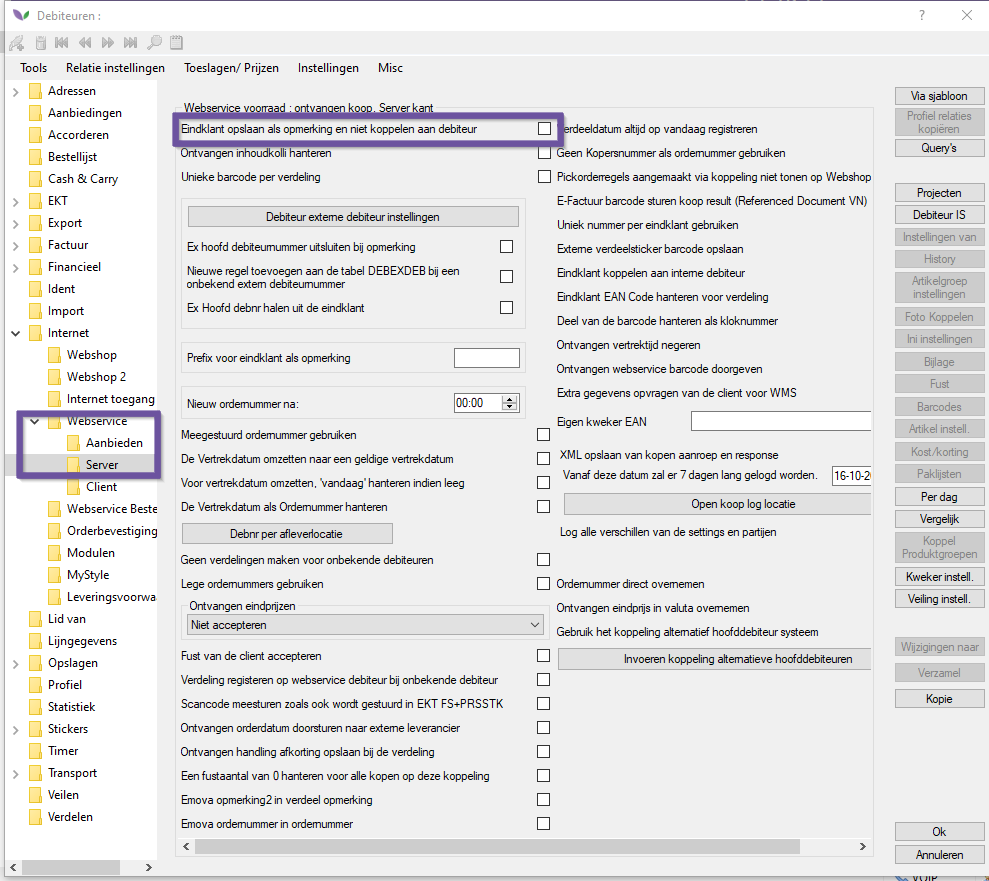 Debiteuren :
?
Tools Relatie instellingen Toeslagen/ Prijzen Instellingen Misc
Adressen
Aanbiedingen
Accorderen
Bestellijst
Cash & Carry
EKT
Export
Factuur
Financieel
Ident
Import
Internet
Webshop
Webshop 2
Internet toegang
Webservice
Aanbieden
Server
Client
Webservice Beste
Orderbevestiging
Modulen
MyStyle
Leveringsvoorwa
Lid van
Lijngegevens
Opslagen
Profiel
Statistiek
Stickers
Timer
Transport
Veilen
Verdelen
Webservice voorraad : ontvangen koop. Server kant
Eindklant opslaan als opmerking en niet koppelen aan debiteur
Ontvangen inhoudkolli hanteren
Unieke barcode per verdeling
Debiteur externe debiteur instellingen
Ex hoofd debiteurnummer uitsluiten bij opmerking
Nieuwe regel toevoegen aan de tabel DEBEXDEB bij een
onbekend extern debiteurnummer
Ex Hoofd debnr halen uit de eindklant
Prefix voor eindklant als opmerking
Nieuw ordernummer na: 00:00
Meegestuurd ordernummer gebruiken
De Vertrekdatum omzetten naar een geldige vertrekdatum
Voor vertrekdatum omzetten, 'vandaag' hanteren indien leeg
De Vertrekdatum als Ordernummer hanteren
Debnr per afleverlocatie
Geen verdelingen maken voor onbekende debiteuren
Lege ordernummers gebruiken
Ontvangen eindprijzen
Niet accepteren
Fust van de client accepteren
Verdeling registeren op webservice debiteur bij onbekende debiteur
Scancode meesturen zoals ook wordt gestuurd in EKT FS+PRSSTK
Ontvangen orderdatum doorsturen naar externe leverancier
Ontvangen handling afkorting opslaan bij de verdeling
Een fustaantal van 0 hanteren voor alle kopen op deze koppeling
Emova opmerking2 in verdeel opmerking
Emova ordernummer in ordernummer
erdeeldatum altijd op vandaag registreren
Geen Kopersnummer als ordernummer gebruiken
Pickorderregels aangemaakt via koppeling niet tonen op Webshop
E-Factuur barcode sturen koop result (Referenced Document VN)
Uniek nummer per eindklant gebruiken
Externe verdeelsticker barcode opslaan
Eindklant koppelen aan interne debiteur
Eindklant EAN Code hanteren voor verdeling
Deel van de barcode hanteren als kloknummer
Ontvangen vertrektijd negeren
Ontvangen webservice barcode doorgeven
Extra gegevens opvragen van de client voor WMS
Eigen kweker EAN
XML opslaan van kopen aanroep en response
Vanaf deze datum zal er 7 dagen lang gelogd worden. 16-10-20
Open koop log locatie
Log alle verschillen van de settings en partijen
Ordernummer direct overnemen
Ontvangen eindprijs in valuta overnemen
Gebruik het koppeling alternatief hoofddebiteur systeem
Invoeren koppeling alternatieve hoofddebiteuren
Via sjabloon
Profiel relaties
kopiëren
Query's
Projecten
Debiteur IS
Instellingen van
History
Artikelgroep
instellingen
Foto Koppelen
Ini instellingen
Bijlage
Fust
Barcodes
Artikel instell.
Kost/korting
Paklijsten
Per dag
Vergelijk
Koppel
Produktgroepen
Kweker instell.
Veiling instell.
Wijzigingen naar
Verzamel
Kopie
Ok
Annuleren
VOIP